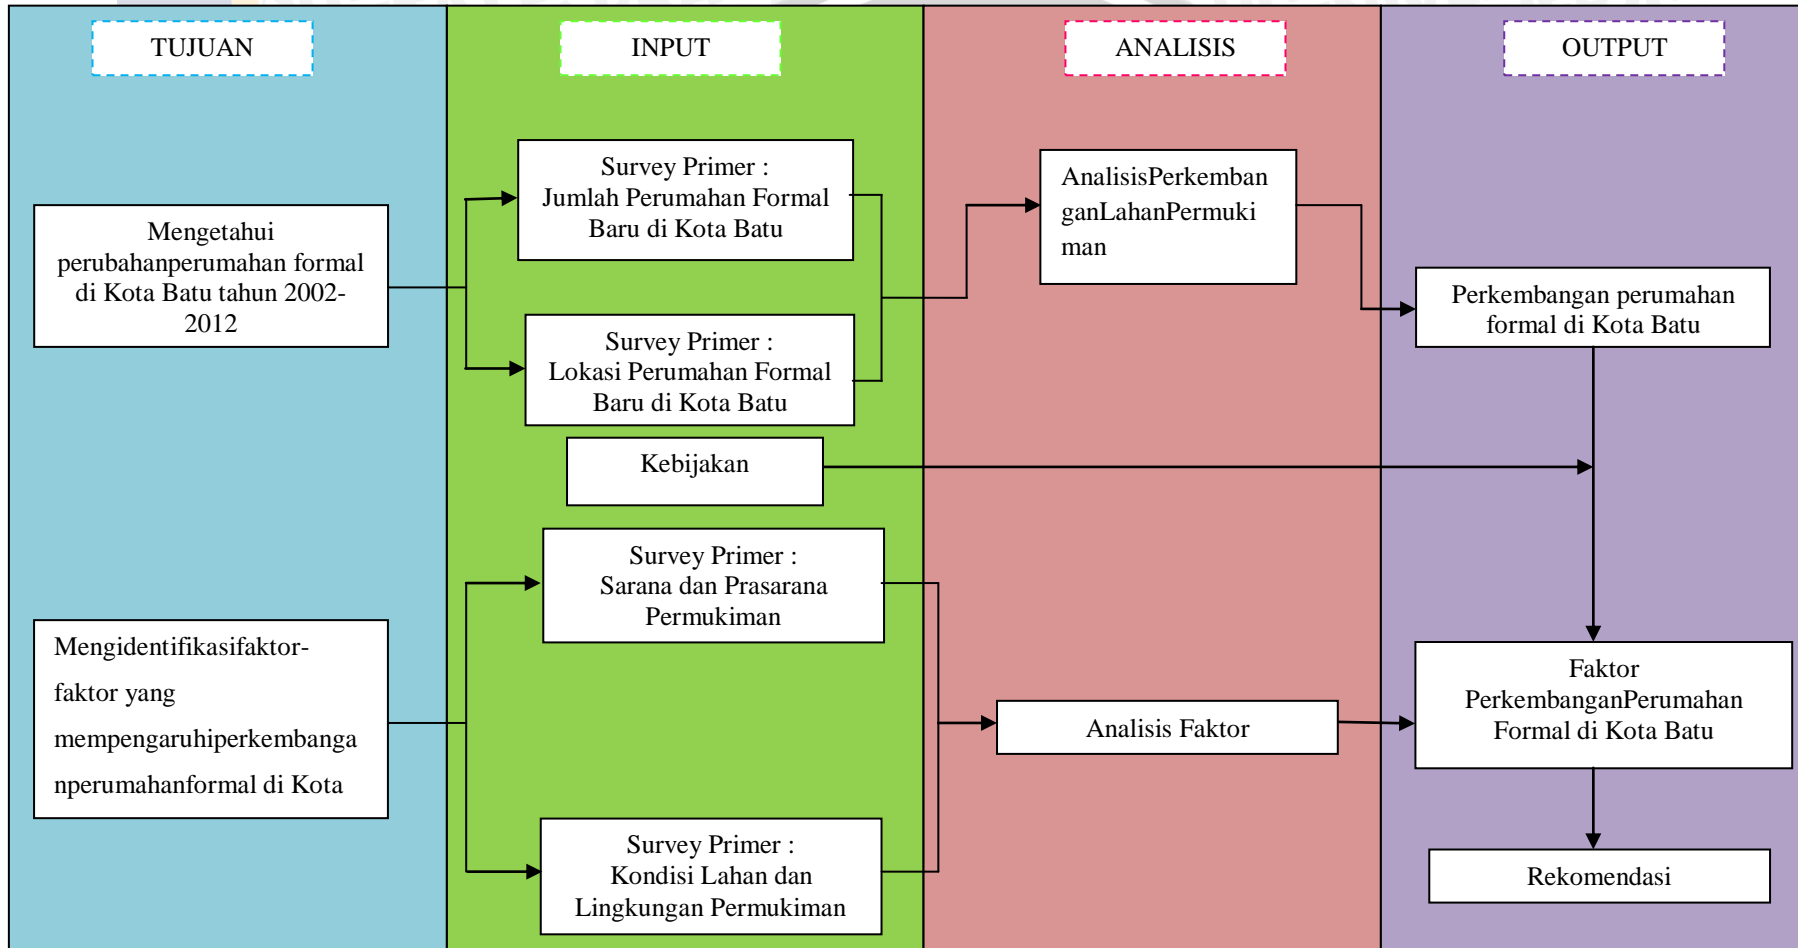 TUJUAN
INPUT
ANALISIS
OUTPUT
Mengetahui
perubahanperumahan formal
di Kota Batu tahun 2002-
2012
Survey Primer :
Jumlah Perumahan Formal
Baru di Kota Batu
Survey Primer :
Lokasi Perumahan Formal
Baru di Kota Batu
AnalisisPerkemban
ganLahanPermuki
man
Perkembangan perumahan
formal di Kota Batu
Kebijakan
Mengidentifikasifaktor-
faktor yang
mempengaruhiperkembanga
nperumahanformal di Kota
Survey Primer :
Sarana dan Prasarana
Permukiman
Survey Primer :
Kondisi Lahan dan
Lingkungan Permukiman
Analisis Faktor
Faktor
PerkembanganPerumahan
Formal di Kota Batu
Rekomendasi